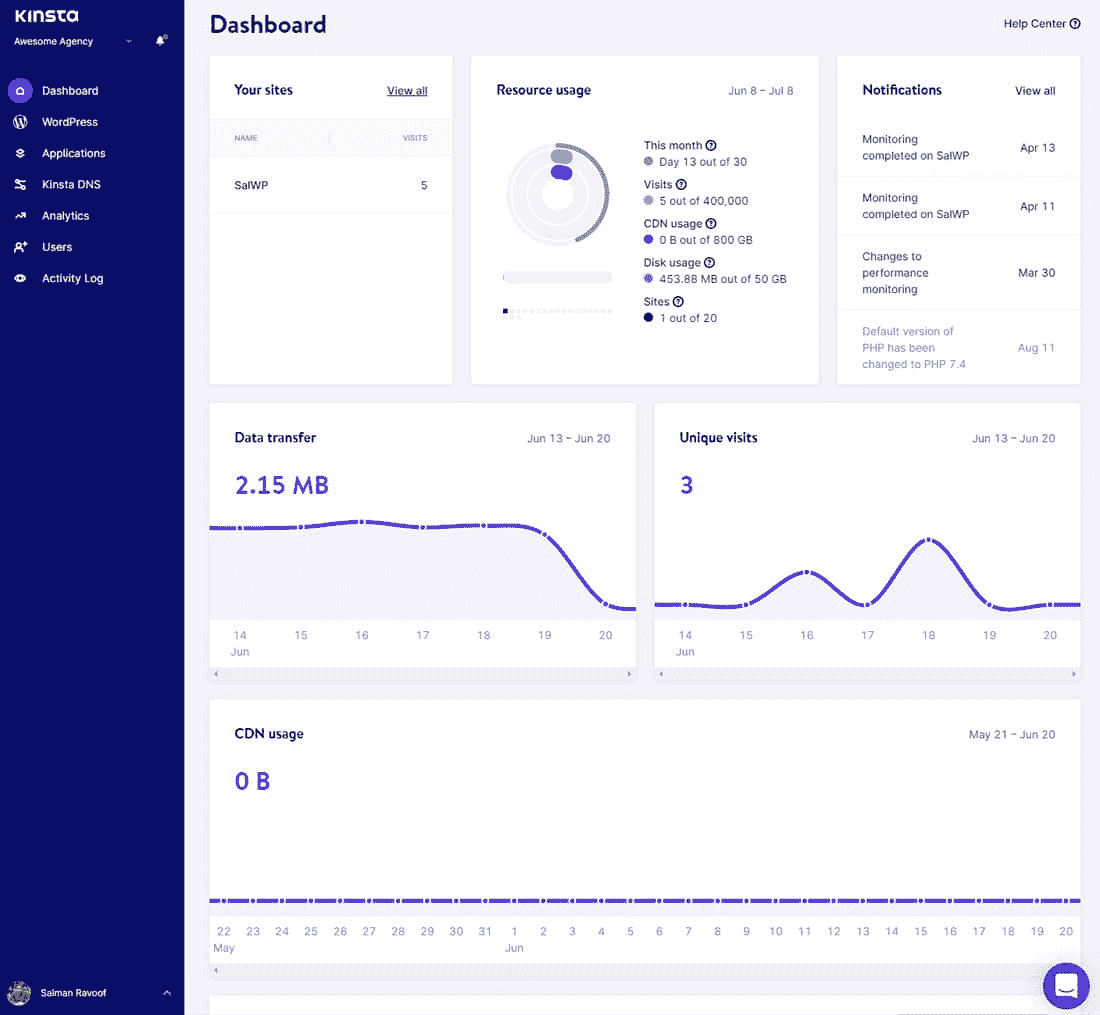 KINSTA
Awesome Agency
Dashboard
WordPress
Applications
Kinsta DNS
Analytics
Users
Activity Log
Salman Ravoof
Dashboard
Help Center
Your sites View all
NAME VISITS
SalWP 5
Resource usage Jun 8 – Jul 8
This month
Day 13 out of 30
Visits
5 out of 400,000
CDN usage
0 B out of 800 GB
Disk usage
453.88 MB out of 50 GB
Sites
1 out of 20
Notifications View all
Monitoring
completed on SalWP Apr 13
Monitoring
completed on SalWP Apr 11
Changes to
performance Mar 30
monitoring
Default version of
PHP has been Aug 11
changed to PHP 7.4
Data transfer Jun 13 – Jun 20
2.15 MB
14 15 16 17 18 19 20
Jun
Unique visits Jun 13 – Jun 20
3
14 15 16 17 18 19 20
Jun
CDN usage May 21 – Jun 20
0 B
22 23 24 25 26 27 28 29 30 31 1 2 3 4 5 6 7 8 9 10 11 12 13 14 15 16 17 18 19 20
May Jun